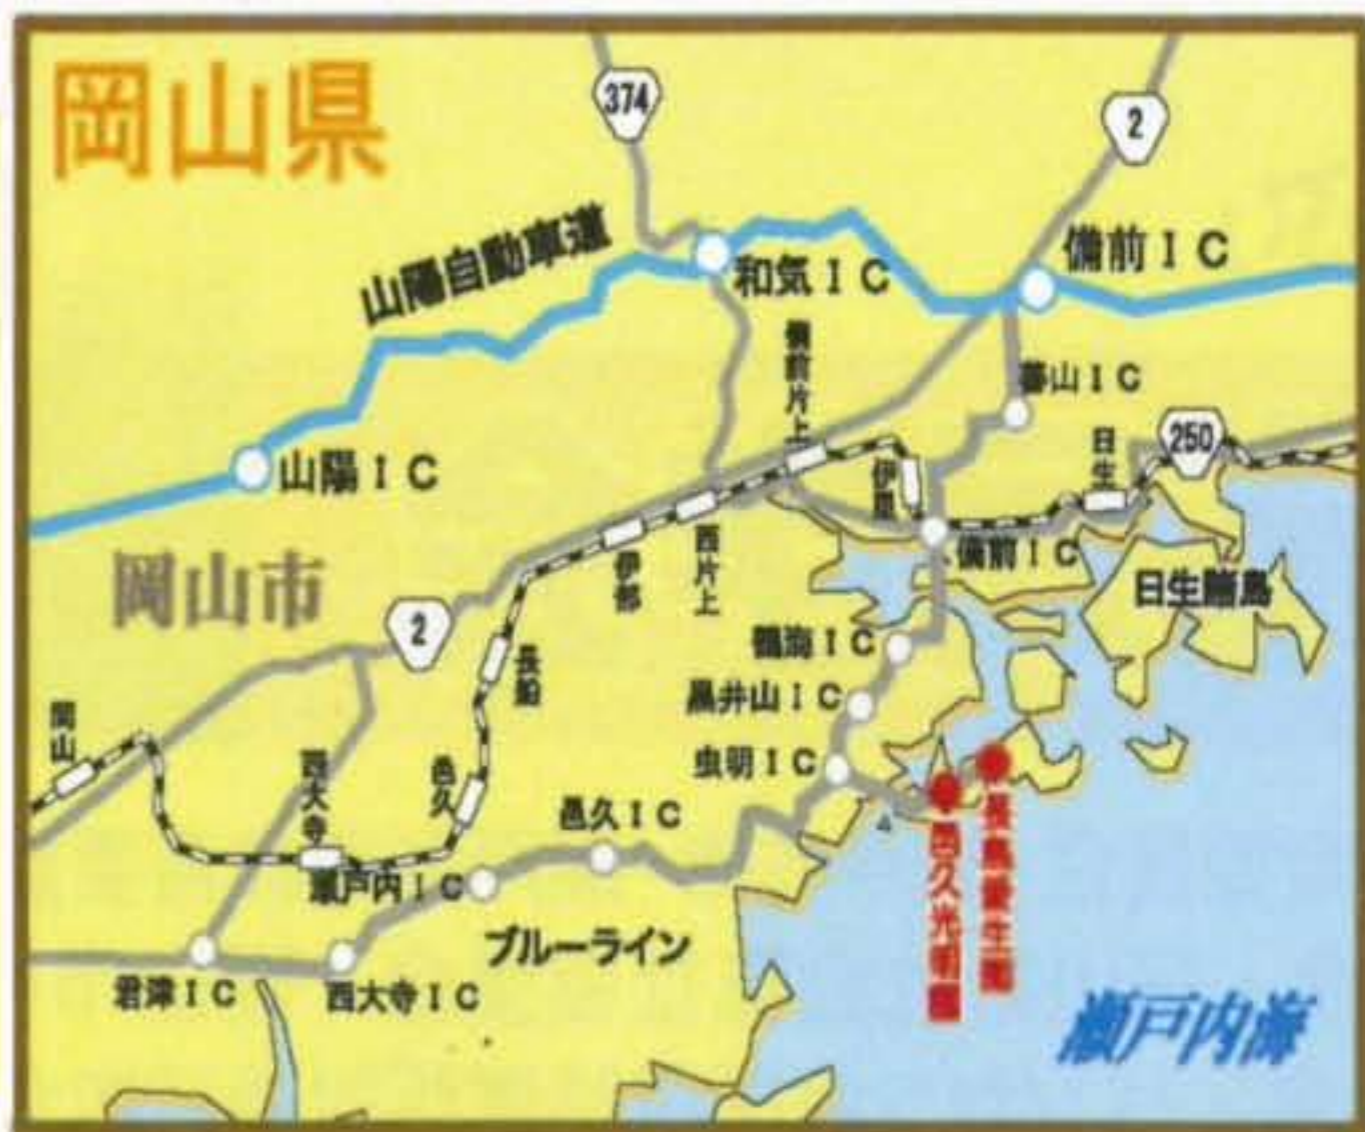 岡山県
374
2
山陽自動車道
和気IC
備前IC
備前片上
蕃山IC
日生
250
山陽IC
伊里
備前IC
岡山市
伊部
西片上
日生諸島
2
長船
鶴海IC
黒井山IC
虫明IC
岡山
西大寺
邑久
邑久IC
瀬戸内IC
ブルーライン
邑久光明園
長島愛生園
君津IC
西大寺IC
瀬戸内海